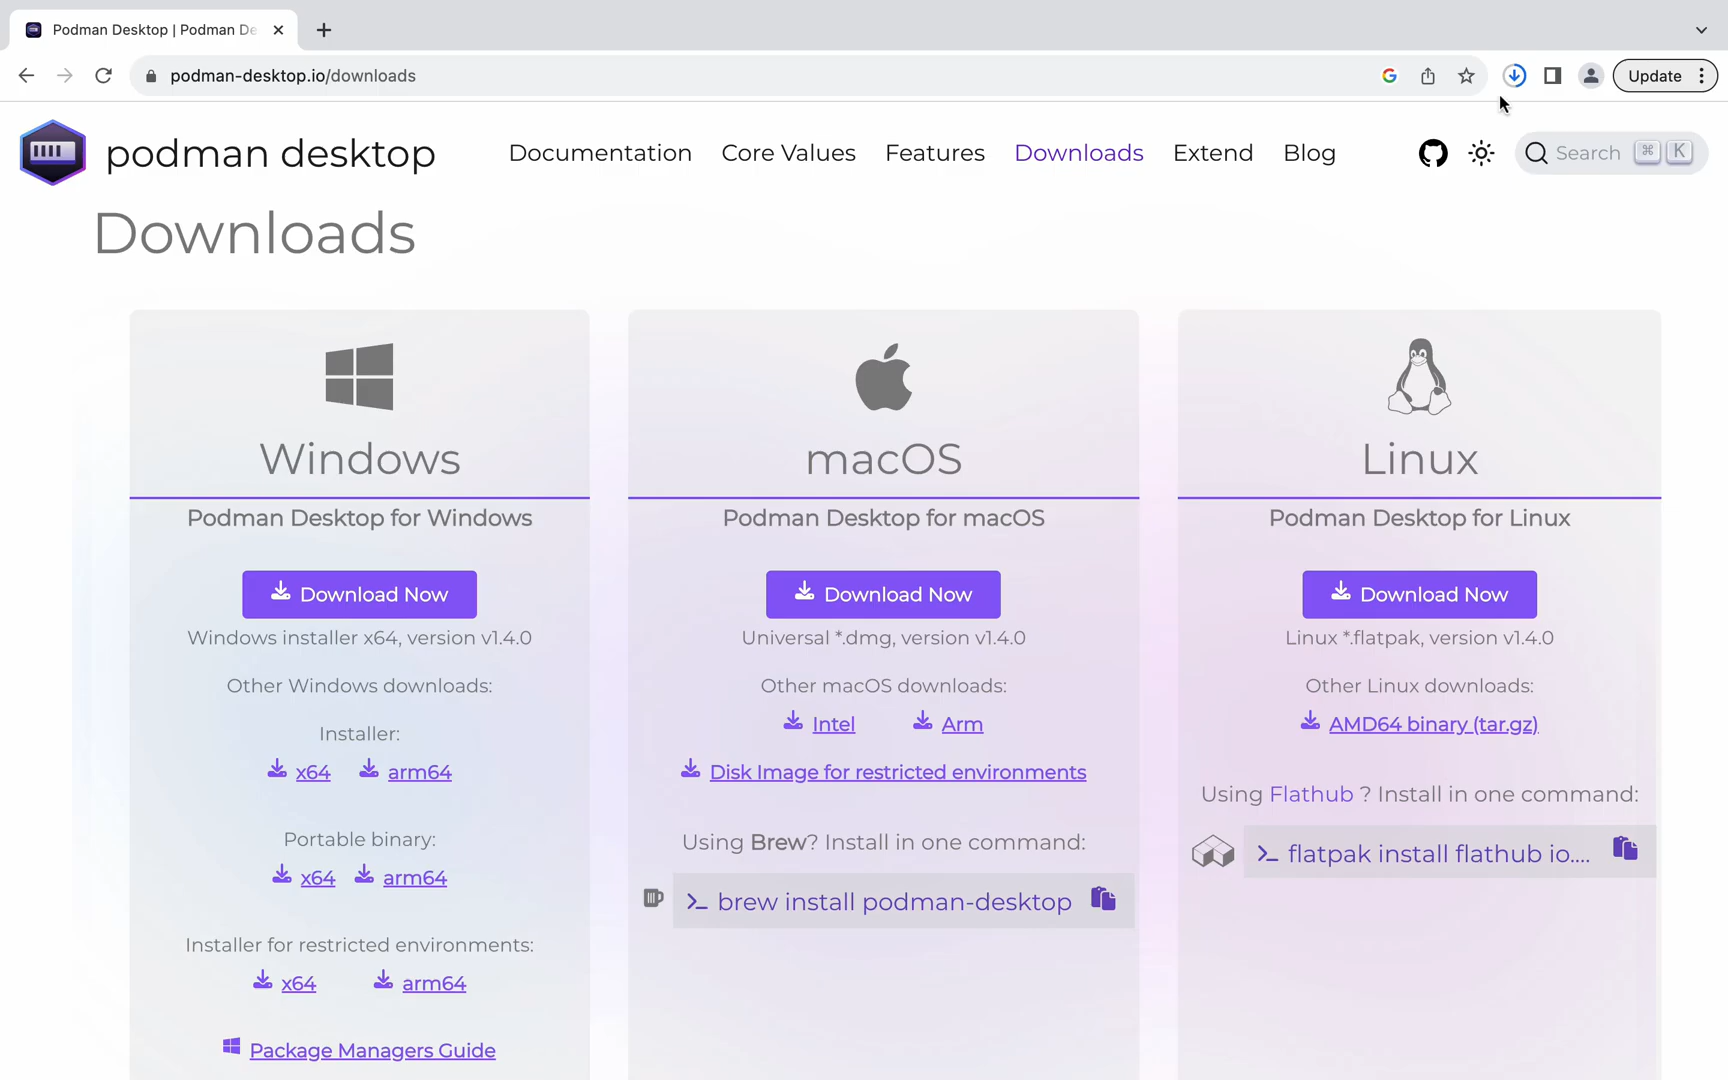 Podman Desktop | Podman De
podman-desktop.io/downloads
Update
podman desktop
Documentation
Core Values
Features
Downloads
Extend
Blog
Search ⌘ K
Downloads
Windows
Podman Desktop for Windows
Download Now
Windows installer x64, version v1.4.0
Other Windows downloads:
Installer:
x64 arm64
Portable binary:
x64 arm64
Installer for restricted environments:
x64 arm64
Package Managers Guide
macOS
Podman Desktop for macOS
Download Now
Universal *.dmg, version v1.4.0
Other macOS downloads:
Intel Arm
Disk Image for restricted environments
Using Brew? Install in one command:
>_ brew install podman-desktop
Linux
Podman Desktop for Linux
Download Now
Linux *.flatpak, version v1.4.0
Other Linux downloads:
AMD64 binary (tar.gz)
Using Flathub ? Install in one command:
>_ flatpak install flathub io....